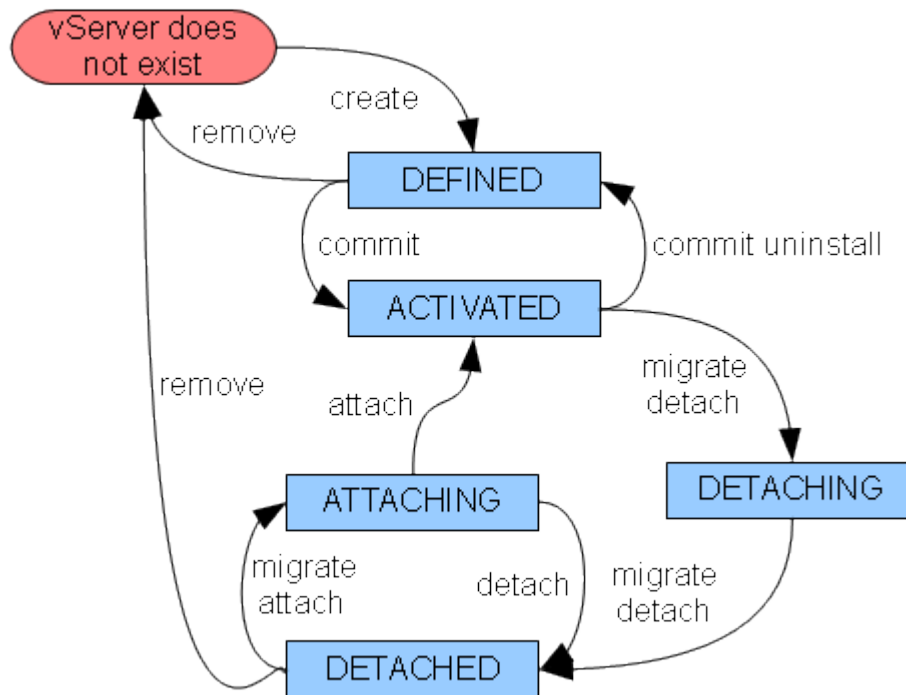 vServer does
not exist
create
remove
DEFINED
commit
commit uninstall
ACTIVATED
remove
attach
migrate
detach
ATTACHING
DETACHING
migrate
attach
detach
migrate
detach
DETACHED